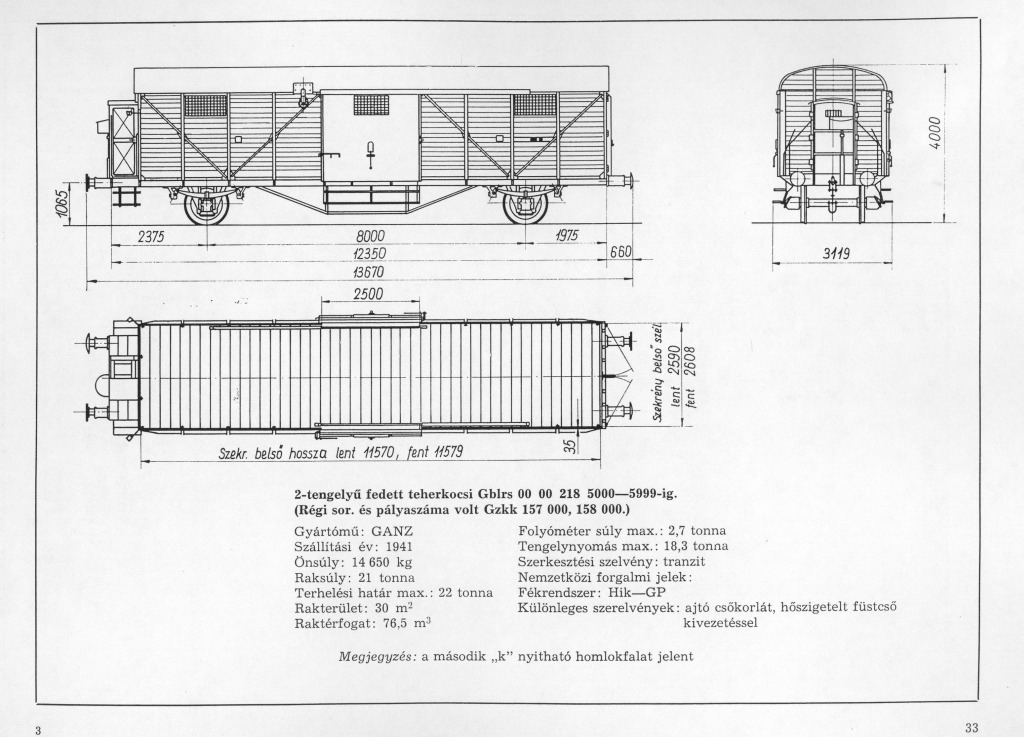 1065
2375
8000
1975
12350
660
13670
4000
3119
2500
Szekrény belső szél.
lent 2590
fent 2608
35
Szekr. belső hossza lent 11570, fent 11579
2-tengelyű fedett teherkocsi Gblrs 00 00 218 5000—5999-ig.
(Régi sor. és pályaszáma volt Gzkk 157 000, 158 000.)
Gyártómű: GANZ
Szállítási év: 1941
Önsúly: 14 650 kg
Raksúly: 21 tonna
Terhelési határ max.: 22 tonna
Rakterület: 30 m²
Raktérfogat: 76,5 m³
Folyóméter súly max.: 2,7 tonna
Tengelynyomás max.: 18,3 tonna
Szerkesztési szelvény: tranzit
Nemzetközi forgalmi jelek:
Fékrendszer: Hik—GP
Különleges szerelvények: ajtó csőkorlát, hőszigetelt füstcső
kivezetéssel
Megjegyzés: a második „k” nyitható homlokfalat jelent
3
33